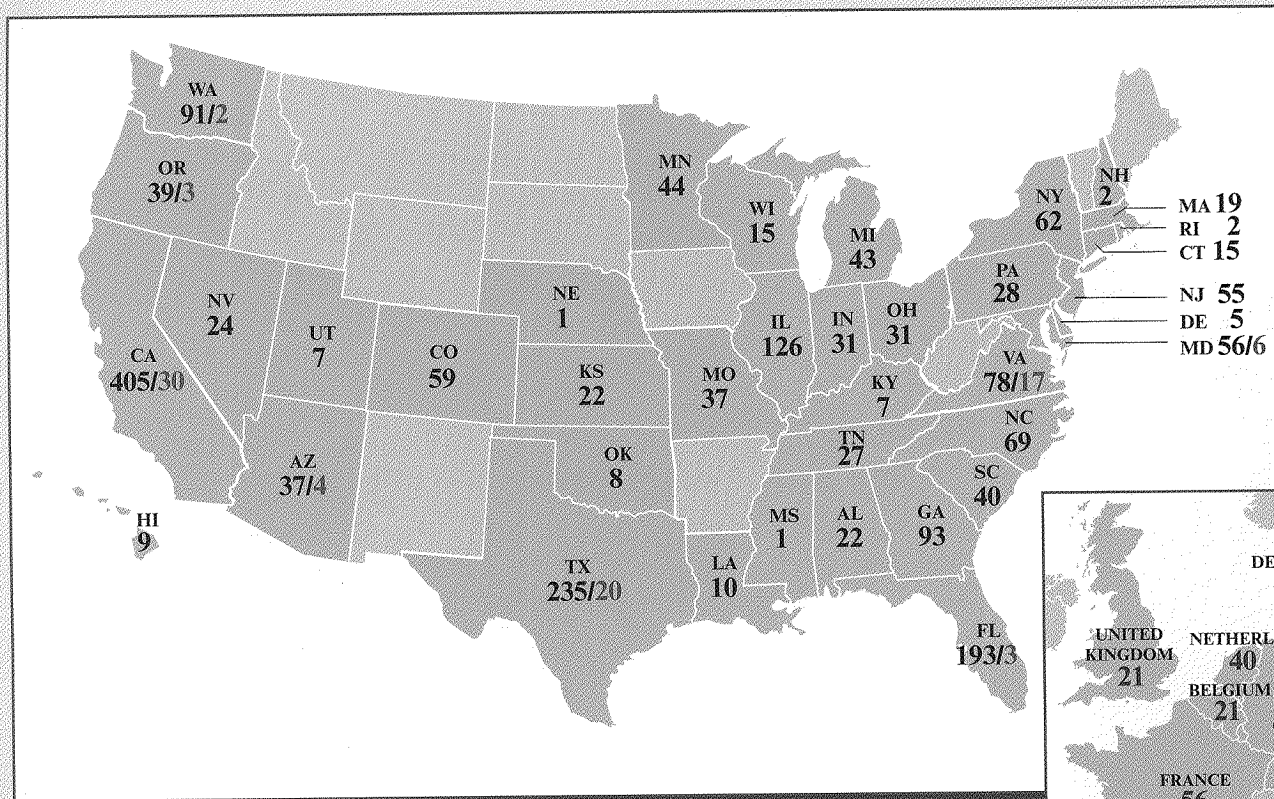 WA
91/2
OR
39/3
CA
405/30
NV
24
UT
7
AZ
37/4
CO
59
NE
1
KS
22
OK
8
TX
235/20
HI
9
MN
44
WI
15
MI
43
IL
126
IN
31
OH
31
MO
37
KY
7
TN
27
MS
1
AL
22
GA
93
LA
10
FL
193/3
SC
40
NC
69
VA
78/17
PA
28
NY
62
NH
2
MA 19
RI 2
CT 15
NJ 55
DE 5
MD 56/6
DE
UNITED
KINGDOM
21
NETHERL
40
BELGIUM
21
FRANCE
56